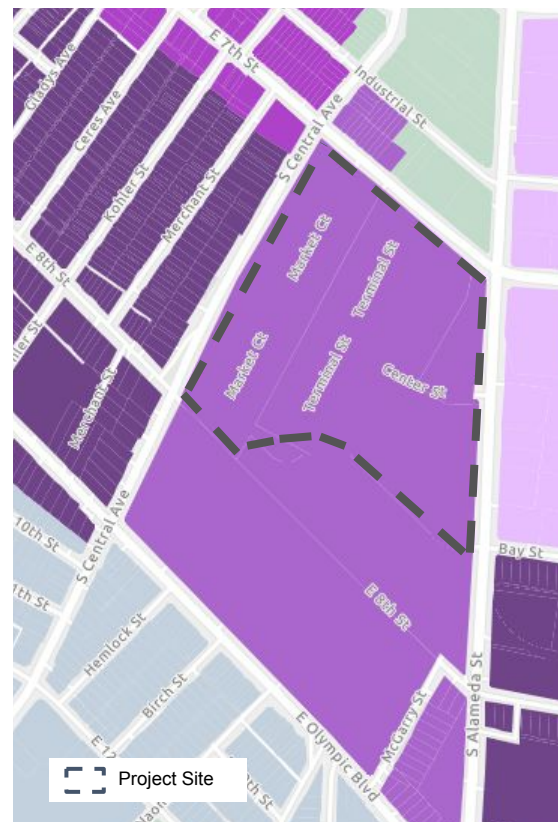 E 7th St
Industrial St
Gladys Ave
Ceres Ave
S Central Ave
Kohler St
Merchant St
Market Ct
Terminal St
E 8th St
Market Ct
Terminal St
Center St
Merchant St
Bay St
10th St
S Central Ave
E 8th St
Hemlock St
Birch St
McGarry St
S Alameda St
E Olympic Blvd
Project Site